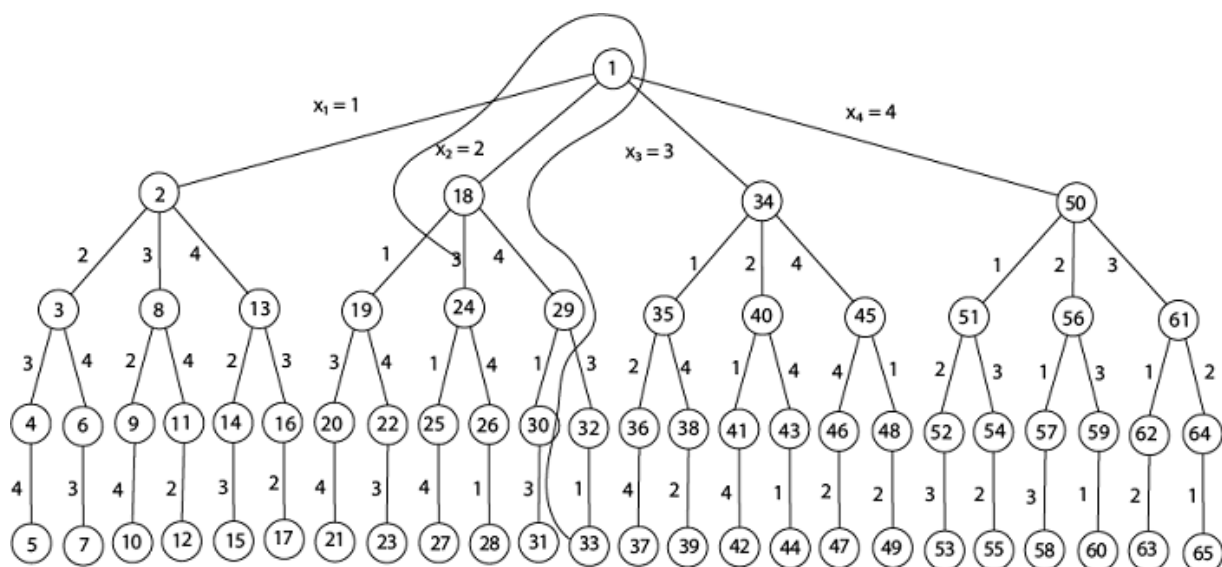 1
x₁ = 1
x₂ = 2
x₃ = 3
x₄ = 4
2 18 34 50
2 3 4 1 3 4 1 2 4 1 2 3
3 8 13 19 24 29 35 40 45 51 56 61
3 4 2 4 2 3 3 4 1 4 1 3 2 4 1 4 4 1 2 3 1 3 1 2
4 6 9 11 14 16 20 22 25 26 30 32 36 38 41 43 46 48 52 54 57 59 62 64
4 3 4 2 3 2 4 3 4 1 3 1 4 2 4 1 2 2 3 2 3 1 2 1
5 7 10 12 15 17 21 23 27 28 31 33 37 39 42 44 47 49 53 55 58 60 63 65